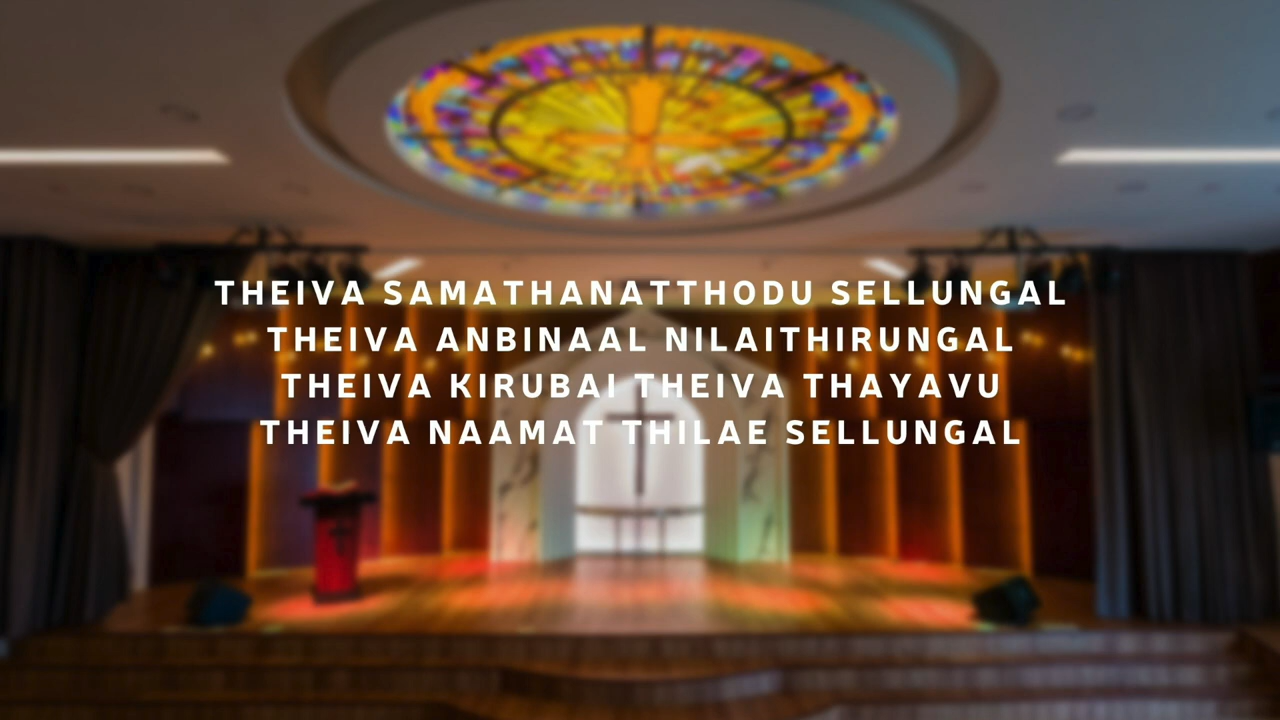 THEIVA SAMATHANATTHODU SELLUNGAL
THEIVA ANBINAAL NILAITHIRUNGAL
THEIVA KIRUBAI THEIVA THAYAVU
THEIVA NAAMAT THILAE SELLUNGAL